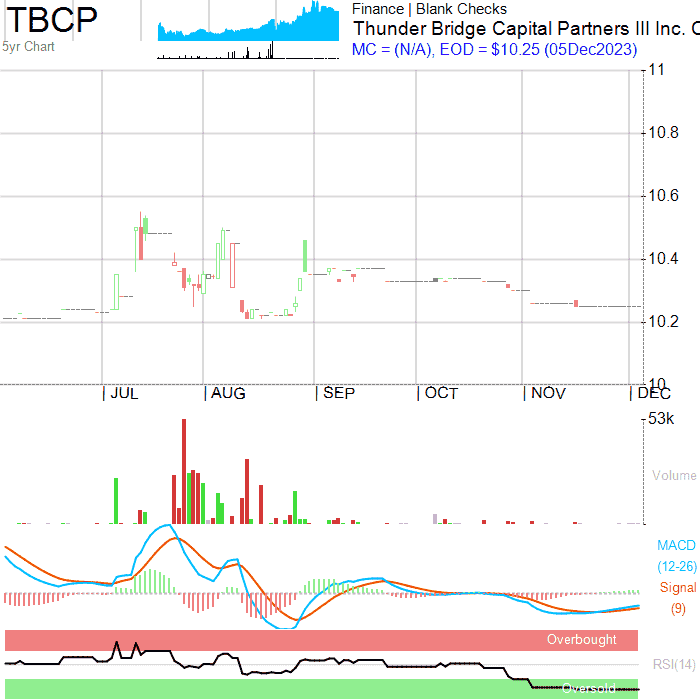 TBCP
5yr Chart
Finance | Blank Checks
Thunder Bridge Capital Partners III Inc. C
MC = (N/A), EOD = $10.25 (05Dec2023)
11
10.8
10.6
10.4
10.2
10
| JUL | AUG | SEP | OCT | NOV | DEC
53k
Volume
MACD
(12-26)
Signal
(9)
Overbought
RSI(14)
Oversold